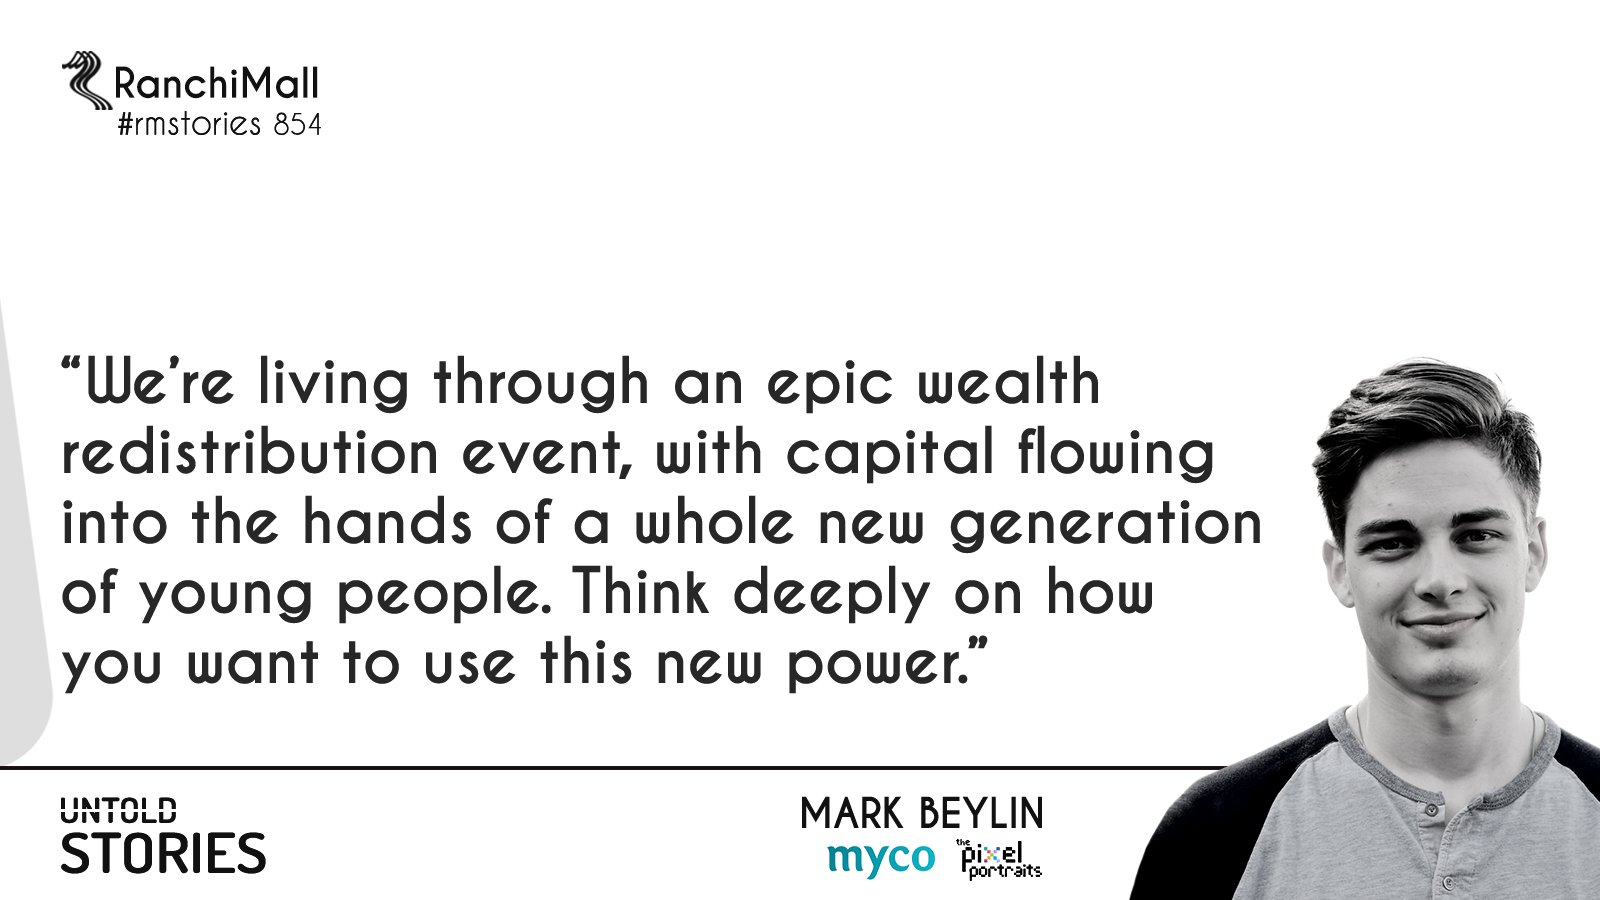 RanchiMall
#rmstories 854
“We’re living through an epic wealth
redistribution event, with capital flowing
into the hands of a whole new generation
of young people. Think deeply on how
you want to use this new power.”
UNTOLD
STORIES
MARK BEYLIN
myco
the
pixel
portraits